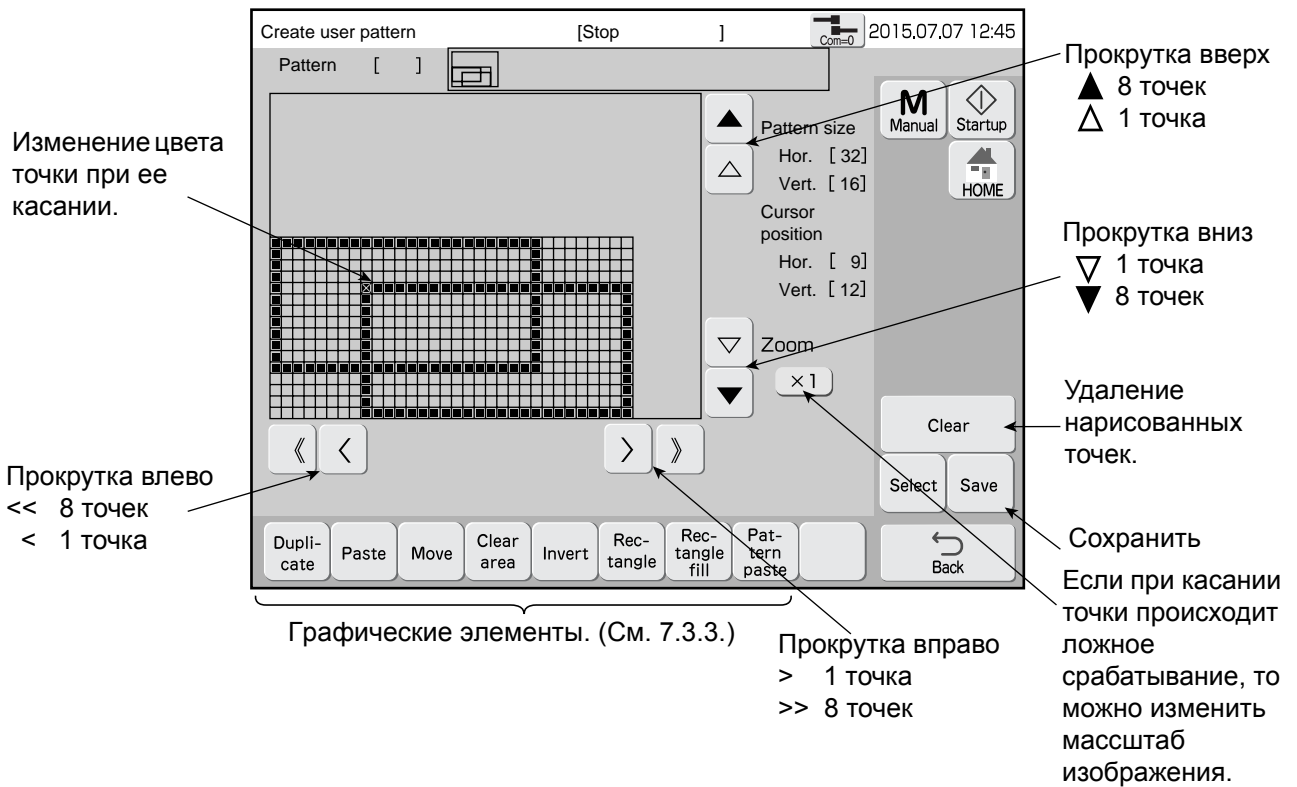 Create user pattern [Stop ] Com=0 2015.07.07 12:45
Pattern [ ]
Pattern size
Hor. [ 32]
Vert. [ 16]
Cursor
position
Hor. [ 9]
Vert. [ 12]
Zoom
×1
M
Manual
Startup
HOME
Clear
Select
Save
Back
《 〈 〉 》
Dupli-
cate
Paste
Move
Clear
area
Invert
Rec-
tangle
Rec-
tangle
fill
Pat-
tern
paste
Изменение цвета
точки при ее
касании.
Прокрутка влево
<< 8 точек
< 1 точка
Графические элементы. (См. 7.3.3.)
Прокрутка вправо
> 1 точка
>> 8 точек
Прокрутка вверх
▲ 8 точек
△ 1 точка
Прокрутка вниз
▽ 1 точка
▼ 8 точек
Удаление
нарисованных
точек.
Сохранить
Если при касании
точки происходит
ложное
срабатывание, то
можно изменить
массштаб
изображения.